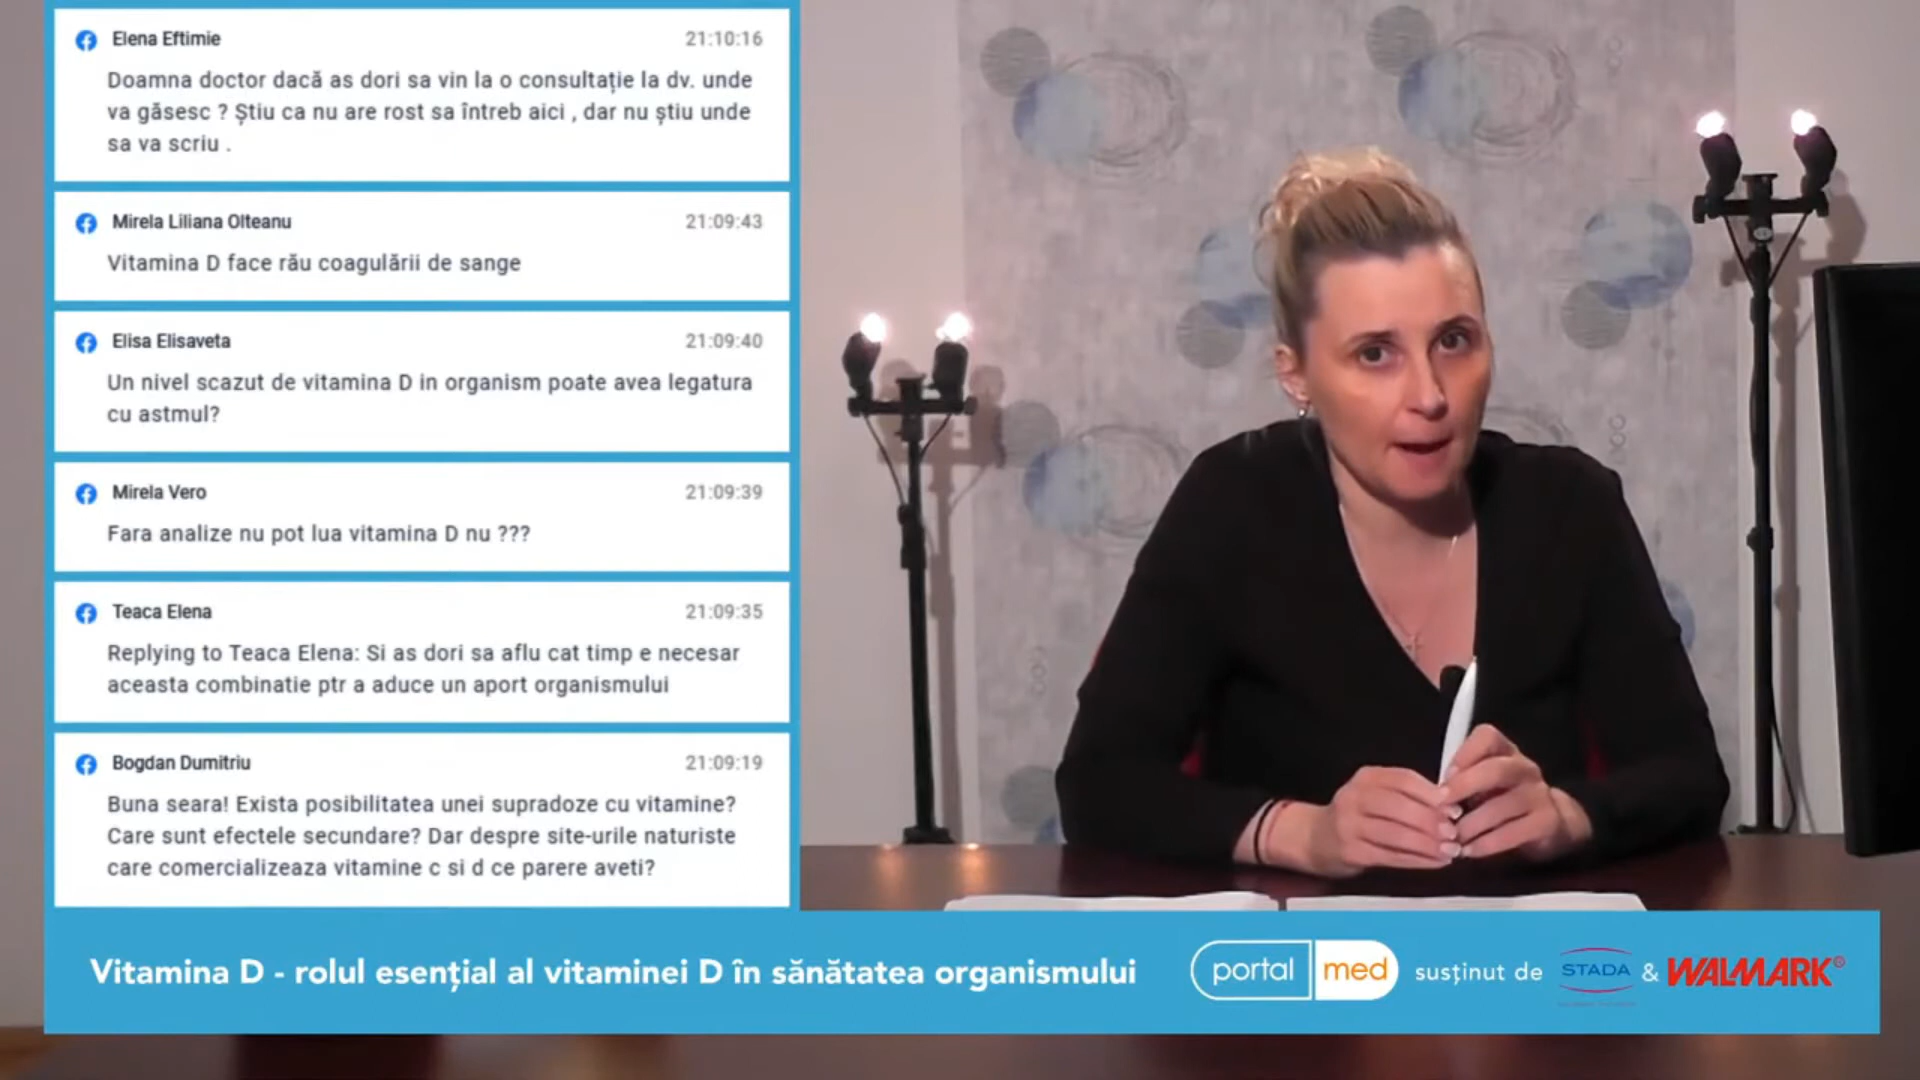 Elena Eftimie 21:10:16
Doamna doctor dacă as dori sa vin la o consultație la dv. unde
va găsesc ? Știu ca nu are rost sa întreb aici , dar nu știu unde
sa va scriu .
Mirela Liliana Olteanu 21:09:43
Vitamina D face rău coagulării de sange
Elisa Elisaveta 21:09:40
Un nivel scazut de vitamina D in organism poate avea legatura
cu astmul?
Mirela Vero 21:09:39
Fara analize nu pot lua vitamina D nu ???
Teaca Elena 21:09:35
Replying to Teaca Elena: Si as dori sa aflu cat timp e necesar
aceasta combinatie ptr a aduce un aport organismului
Bogdan Dumitriu 21:09:19
Buna seara! Exista posibilitatea unei supradoze cu vitamine?
Care sunt efectele secundare? Dar despre site-urile naturiste
care comercializeaza vitamine c si d ce parere aveti?
Vitamina D - rolul esențial al vitaminei D în sănătatea organismului portal med susținut de STADA & WALMARK®